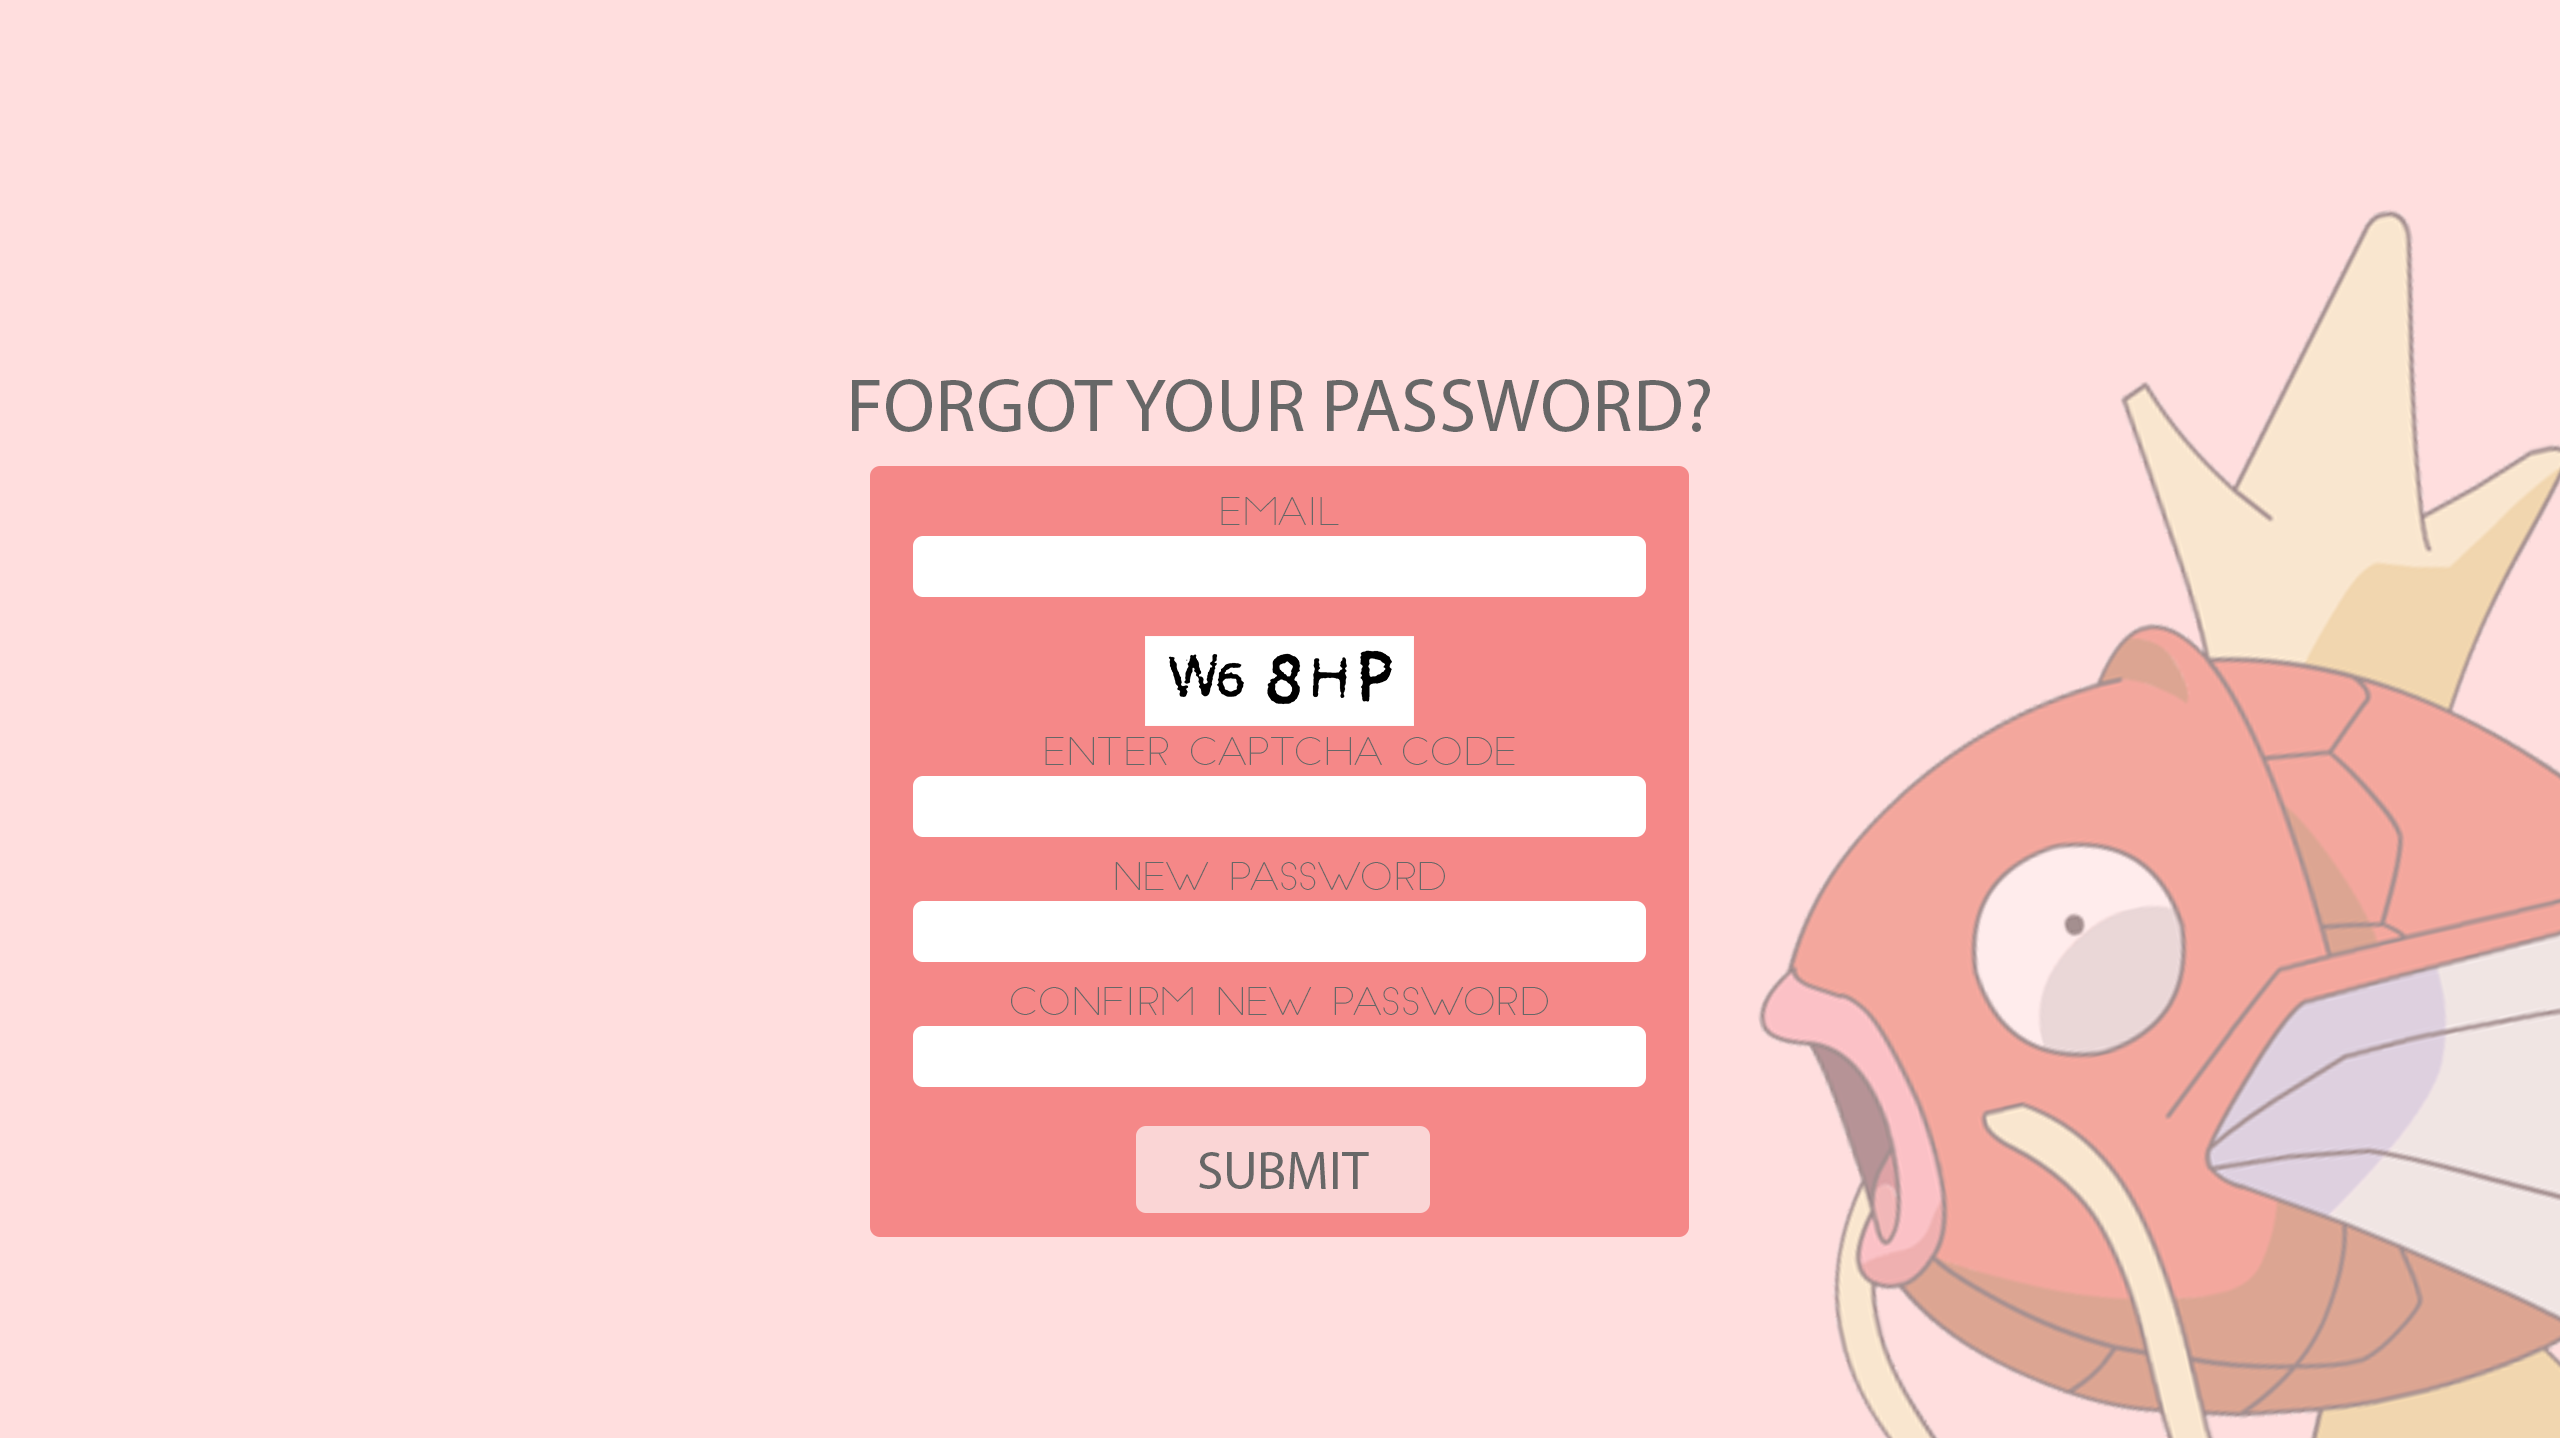 FORGOT YOUR PASSWORD?
EMAIL
W6 8HP
ENTER CAPTCHA CODE
NEW PASSWORD
CONFIRM NEW PASSWORD
SUBMIT